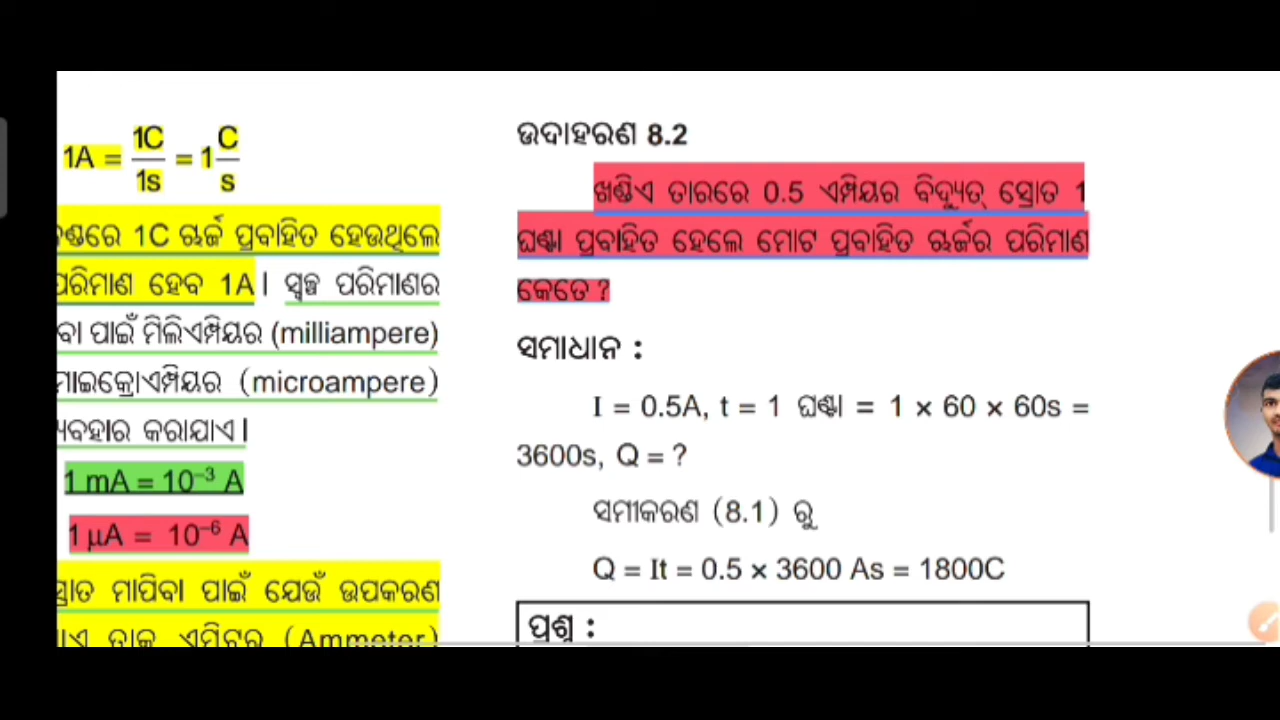 1A = 1C/1s = 1 C/s
ରେ 1C ଚାର୍ଜ ପ୍ରବାହିତ ହେଉଥିଲେ
ପରିମାଣ ହେବ 1A। ସ୍ୱଳ୍ପ ପରିମାଣର
ପାଇଁ ମିଲିଏମ୍ପିୟର (milliampere)
ମାଇକ୍ରୋଏମ୍ପିୟର (microampere)
ବ୍ୟବହାର କରାଯାଏ।
1 mA = 10⁻³ A
1 μA = 10⁻⁶ A
ସ୍ରୋତ ମାପିବା ପାଇଁ ଯେଉଁ ଉପକରଣ
ଏମିଟର (Ammeter)
ଉଦାହରଣ 8.2
ଖଣ୍ଡିଏ ତାରରେ 0.5 ଏମ୍ପିୟର ବିଦ୍ୟୁତ୍ ସ୍ରୋତ 1
ଘଣ୍ଟା ପ୍ରବାହିତ ହେଲେ ମୋଟ ପ୍ରବାହିତ ଚାର୍ଜର ପରିମାଣ
କେତେ ?
ସମାଧାନ :
I = 0.5A, t = 1 ଘଣ୍ଟା = 1 × 60 × 60s =
3600s, Q = ?
ସମୀକରଣ (8.1) ରୁ
Q = It = 0.5 × 3600 As = 1800C
ପ୍ରଶ୍ନ :